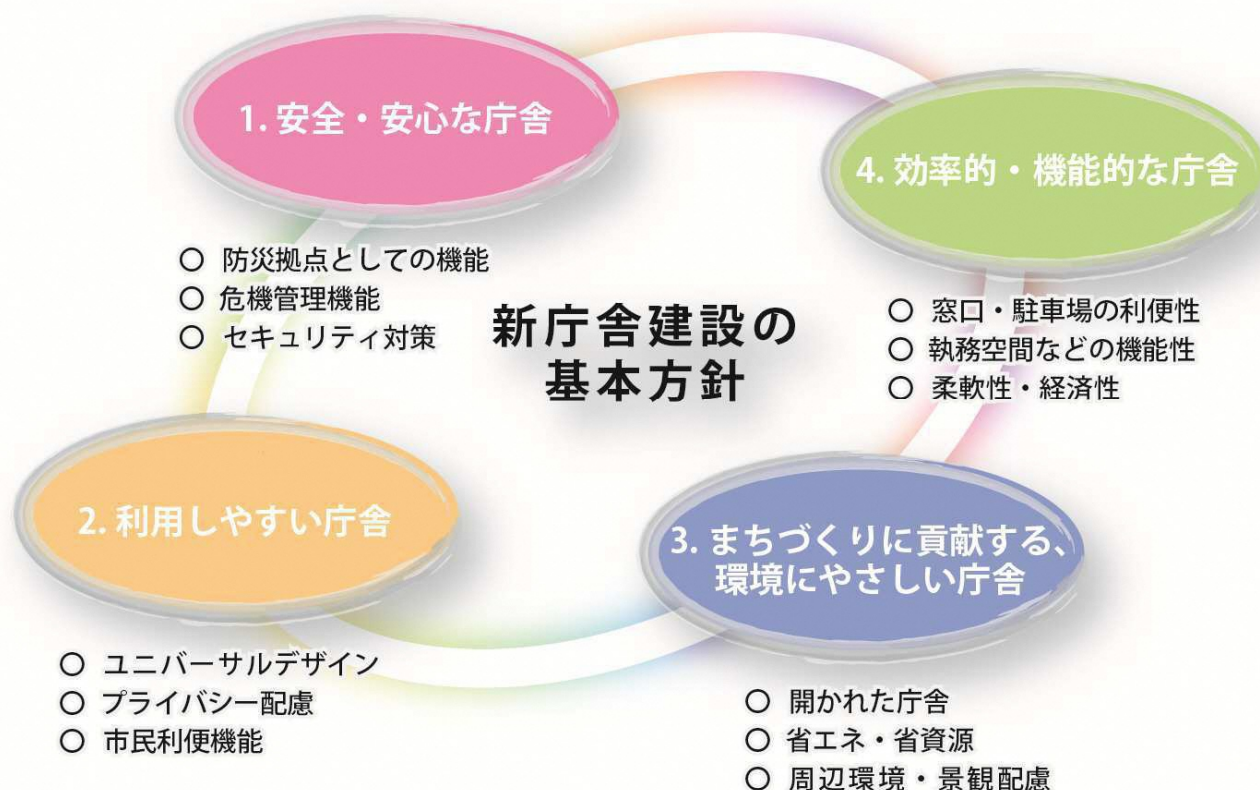 新庁舎建設の
基本方針
1. 安全・安心な庁舎
○ 防災拠点としての機能
○ 危機管理機能
○ セキュリティ対策
2. 利用しやすい庁舎
○ ユニバーサルデザイン
○ プライバシー配慮
○ 市民利便機能
3. まちづくりに貢献する、
環境にやさしい庁舎
○ 開かれた庁舎
○ 省エネ・省資源
○ 周辺環境・景観配慮
4. 効率的・機能的な庁舎
○ 窓口・駐車場の利便性
○ 執務空間などの機能性
○ 柔軟性・経済性